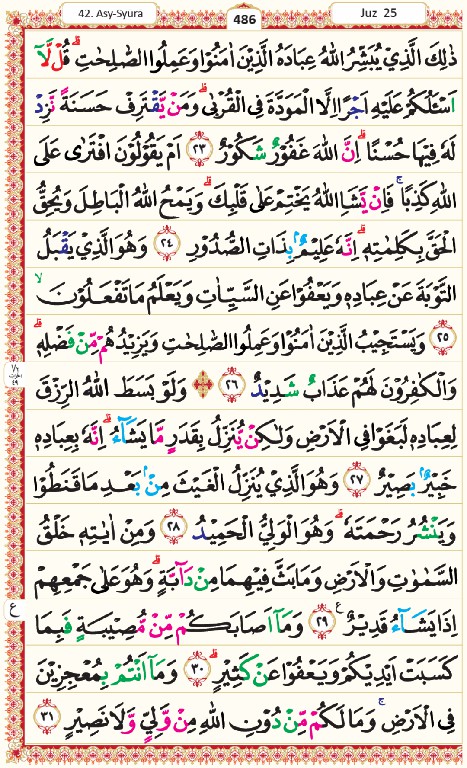 42. Asy-Syura
486
Juz 25
ذٰلِكَ الَّذِيْ يُبَشِّرُ اللّٰهُ عِبَادَهُ الَّذِيْنَ اٰمَنُوْا وَعَمِلُوا الصّٰلِحٰتِۗ قُلْ لَّآ
اَسْـَٔلُكُمْ عَلَيْهِ اَجْرًا اِلَّا الْمَوَدَّةَ فِى الْقُرْبٰىۗ وَمَنْ يَّقْتَرِفْ حَسَنَةً نَّزِدْ
لَهٗ فِيْهَا حُسْنًاۗ اِنَّ اللّٰهَ غَفُوْرٌ شَكُوْرٌ ٢٣ اَمْ يَقُوْلُوْنَ افْتَرٰى عَلَى
اللّٰهِ كَذِبًاۚ فَاِنْ يَّشَاِ اللّٰهُ يَخْتِمْ عَلٰى قَلْبِكَۗ وَيَمْحُ اللّٰهُ الْبَاطِلَ وَيُحِقُّ
الْحَقَّ بِكَلِمٰتِهٖۗ اِنَّهٗ عَلِيْمٌۢ بِذَاتِ الصُّدُوْرِ ٢٤ وَهُوَ الَّذِيْ يَقْبَلُ
التَّوْبَةَ عَنْ عِبَادِهٖ وَيَعْفُوْا عَنِ السَّيِّاٰتِ وَيَعْلَمُ مَا تَفْعَلُوْنَۙ
٢٥ وَيَسْتَجِيْبُ الَّذِيْنَ اٰمَنُوْا وَعَمِلُوا الصّٰلِحٰتِ وَيَزِيْدُهُمْ مِّنْ فَضْلِهٖۗ
وَالْكٰفِرُوْنَ لَهُمْ عَذَابٌ شَدِيْدٌ ٢٦ ۞ وَلَوْ بَسَطَ اللّٰهُ الرِّزْقَ
لِعِبَادِهٖ لَبَغَوْا فِى الْاَرْضِ وَلٰكِنْ يُّنَزِّلُ بِقَدَرٍ مَّا يَشَاۤءُۗ اِنَّهٗ بِعِبَادِهٖ
خَبِيْرٌۢ بَصِيْرٌ ٢٧ وَهُوَ الَّذِيْ يُنَزِّلُ الْغَيْثَ مِنْۢ بَعْدِ مَا قَنَطُوْا
وَيَنْشُرُ رَحْمَتَهٗۗ وَهُوَ الْوَلِيُّ الْحَمِيْدُ ٢٨ وَمِنْ اٰيٰتِهٖ خَلْقُ
السَّمٰوٰتِ وَالْاَرْضِ وَمَا بَثَّ فِيْهِمَا مِنْ دَاۤبَّةٍۗ وَهُوَ عَلٰى جَمْعِهِمْ
اِذَا يَشَاۤءُ قَدِيْرٌ ࣖ ٢٩ وَمَآ اَصَابَكُمْ مِّنْ مُّصِيْبَةٍ فَبِمَا
كَسَبَتْ اَيْدِيْكُمْ وَيَعْفُوْا عَنْ كَثِيْرٍۗ ٣٠ وَمَآ اَنْتُمْ بِمُعْجِزِيْنَ
فِى الْاَرْضِۚ وَمَا لَكُمْ مِّنْ دُوْنِ اللّٰهِ مِنْ وَّلِيٍّ وَّلَا نَصِيْرٍ ٣١
ع